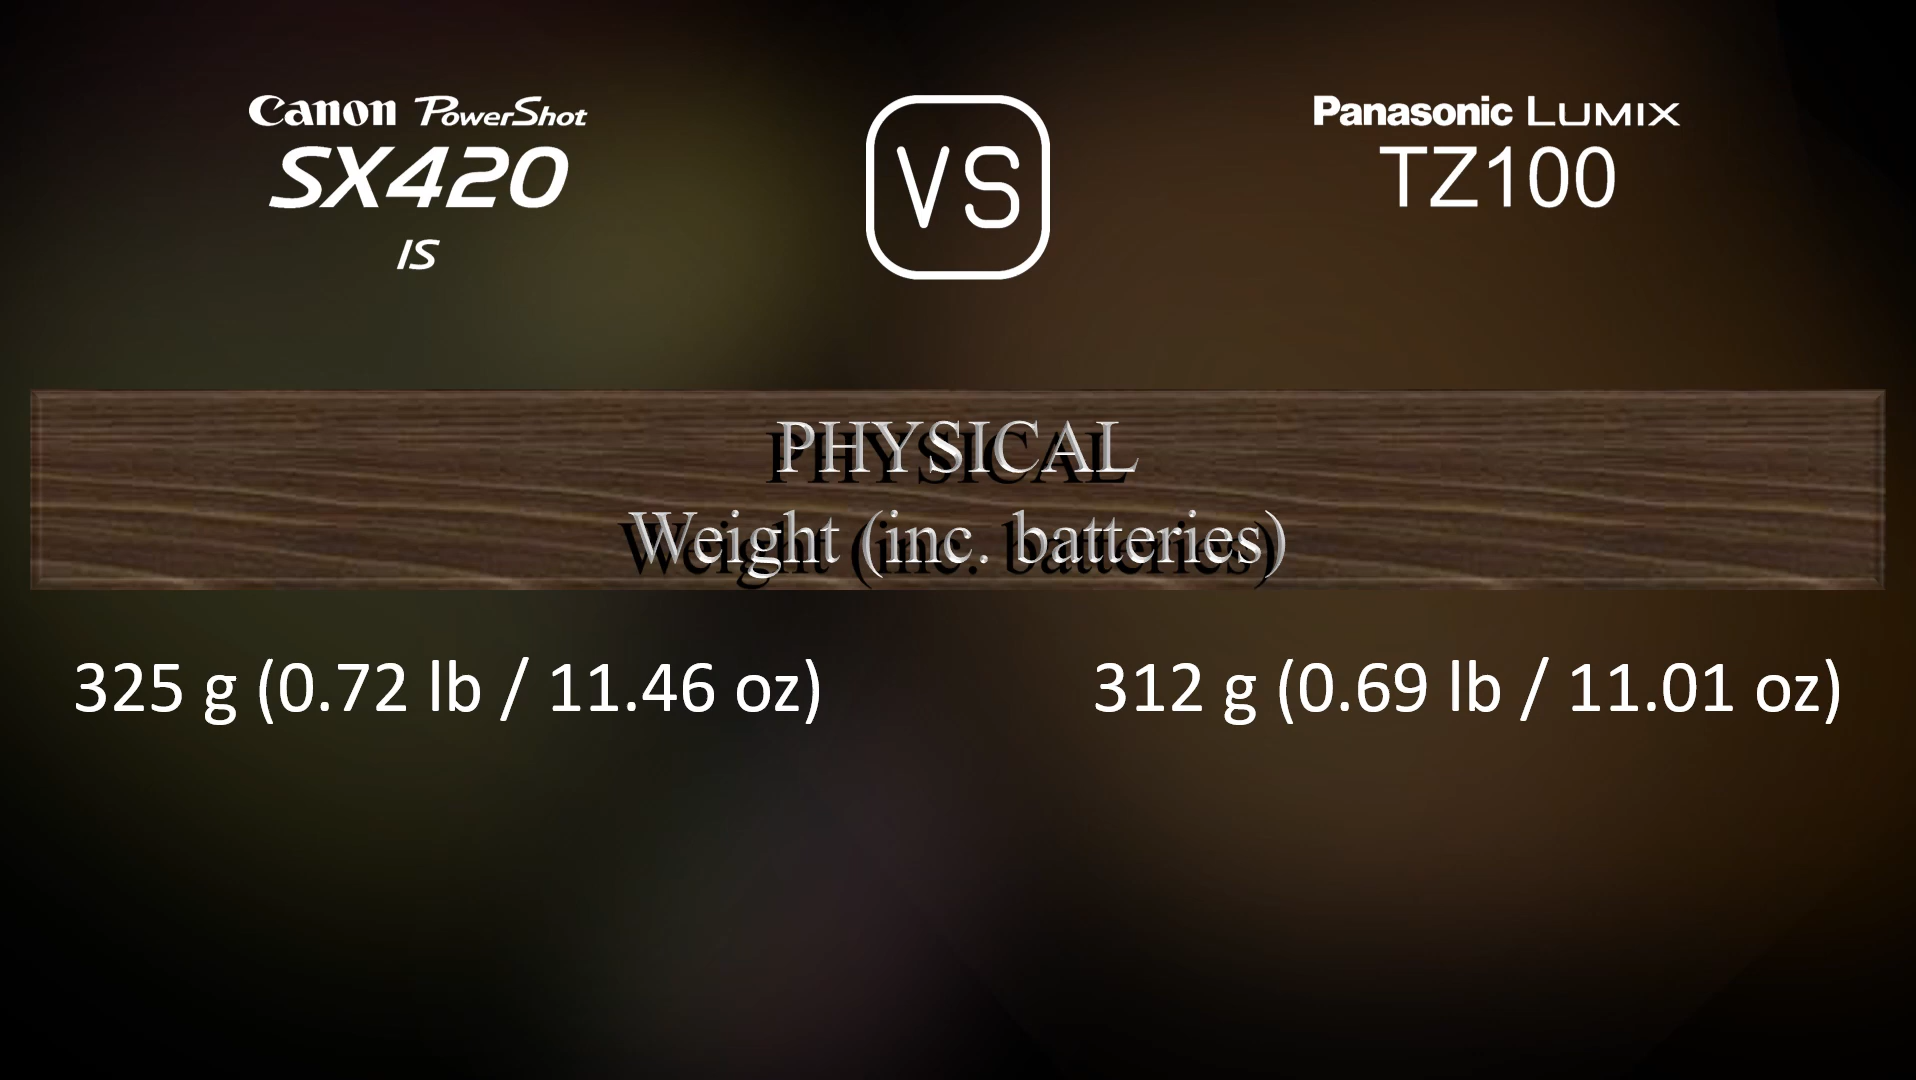 Canon PowerShot
SX420
IS
VS
Panasonic LUMIX
TZ100
PHYSICAL
Weight (inc. batteries)
325 g (0.72 lb / 11.46 oz)
312 g (0.69 lb / 11.01 oz)